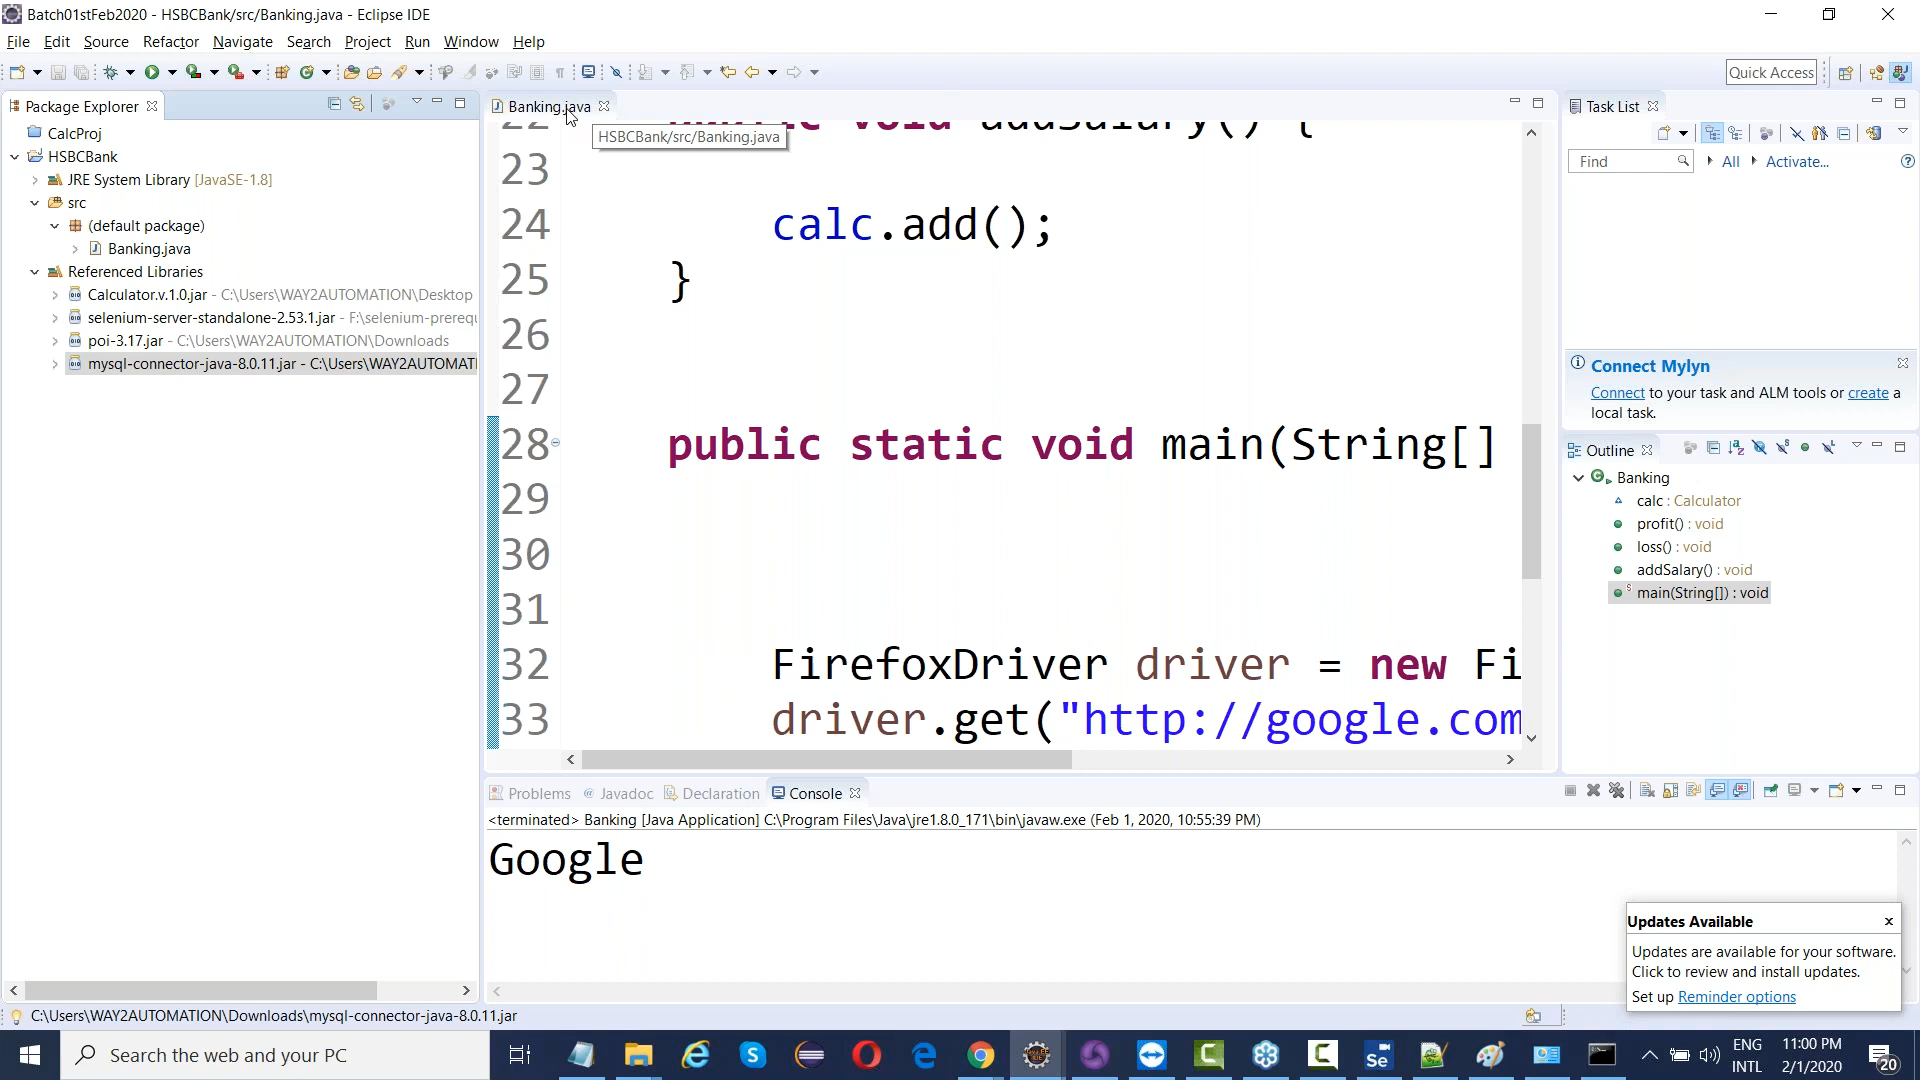 Batch01stFeb2020 - HSBCBank/src/Banking.java - Eclipse IDE
File Edit Source Refactor Navigate Search Project Run Window Help
Quick Access
Package Explorer
CalcProj
HSBCBank
JRE System Library [JavaSE-1.8]
src
(default package)
Banking.java
Referenced Libraries
Calculator.v.1.0.jar - C:\Users\WAY2AUTOMATION\Desktop
selenium-server-standalone-2.53.1.jar - F:\selenium-prerequ
poi-3.17.jar - C:\Users\WAY2AUTOMATION\Downloads
mysql-connector-java-8.0.11.jar - C:\Users\WAY2AUTOMATI
Banking.java
HSBCBank/src/Banking.java
22 public void addSalary() {
23
24 calc.add();
25 }
26
27
28 public static void main(String[]
29
30
31
32 FirefoxDriver driver = new Fi
33 driver.get("http://google.com
Task List
Find All Activate...
Connect Mylyn
Connect to your task and ALM tools or create a
local task.
Outline
Banking
calc : Calculator
profit() : void
loss() : void
addSalary() : void
main(String[]) : void
Problems Javadoc Declaration Console
<terminated> Banking [Java Application] C:\Program Files\Java\jre1.8.0_171\bin\javaw.exe (Feb 1, 2020, 10:55:39 PM)
Google
Updates Available
Updates are available for your software.
Click to review and install updates.
Set up Reminder options
C:\Users\WAY2AUTOMATION\Downloads\mysql-connector-java-8.0.11.jar
Search the web and your PC
Se
ENG
INTL
11:00 PM
2/1/2020
20